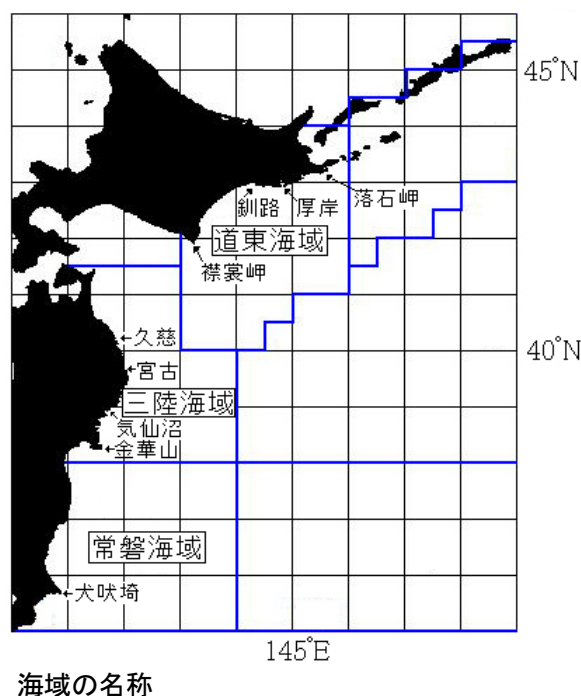 45°N
釧路
厚岸
落石岬
道東海域
襟裳岬
←久慈
40°N
←宮古
三陸海域
気仙沼
←金華山
常磐海域
←犬吠埼
145°E
海域の名称